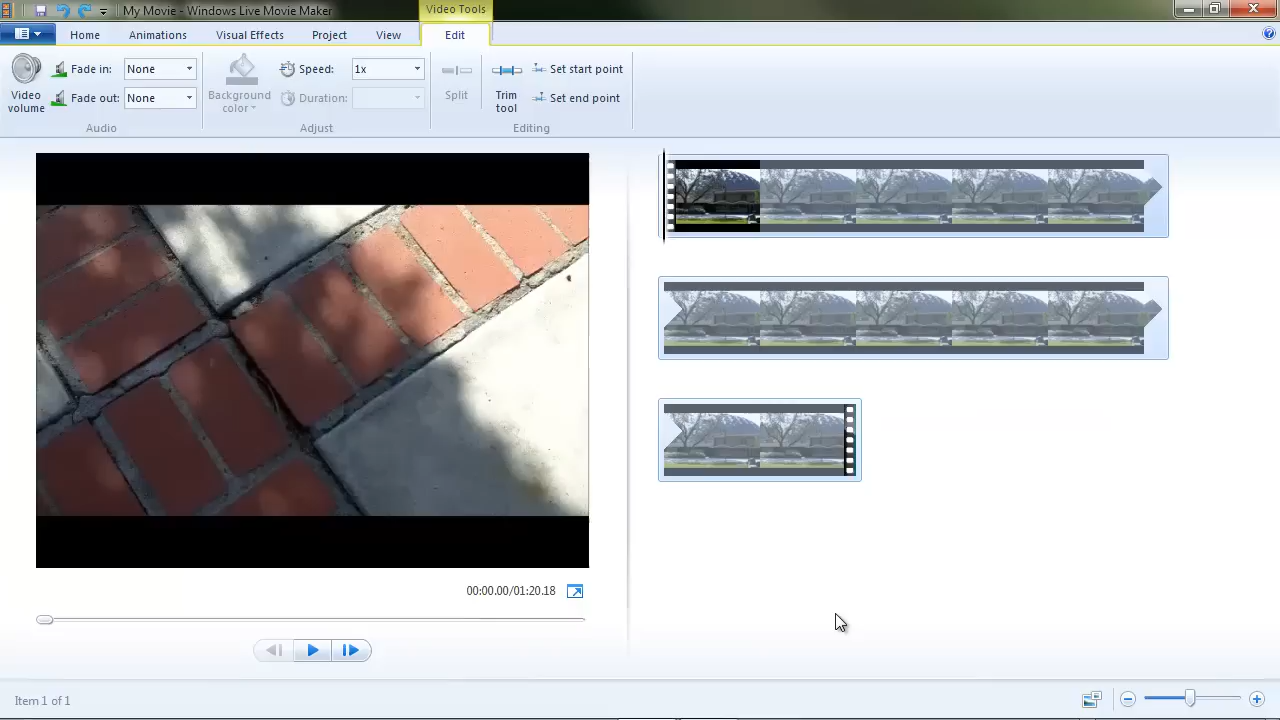 My Movie - Windows Live Movie Maker
Video Tools
Home
Animations
Visual Effects
Project
View
Edit
Video volume
Fade in:
None
Fade out:
None
Audio
Background color
Speed:
1x
Duration:
Adjust
Split
Trim tool
Set start point
Set end point
Editing
00:00.00/01:20.18
Item 1 of 1